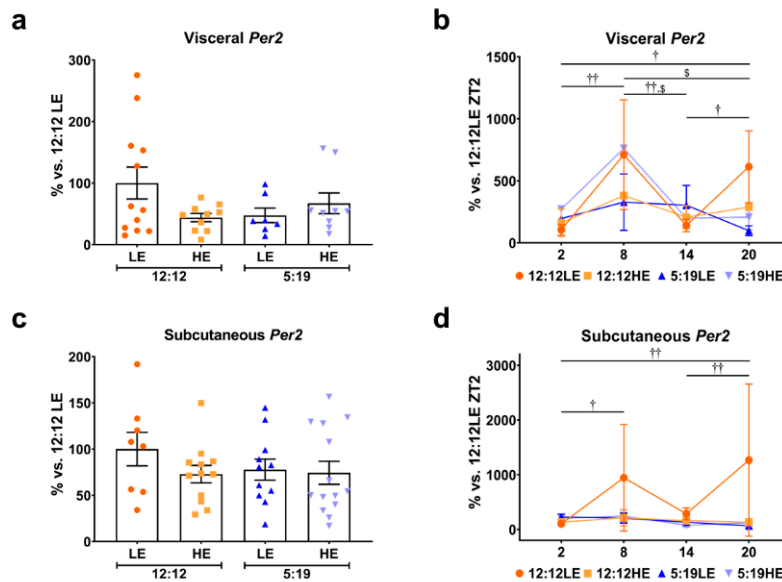 a
Visceral Per2
% vs. 12:12 LE
300
200
100
0
LE HE LE HE
12:12 5:19
b
Visceral Per2
% vs. 12:12LE ZT2
1500
1000
500
0
†
††
$
††,$
†
2 8 14 20
12:12LE 12:12HE 5:19LE 5:19HE
c
Subcutaneous Per2
% vs. 12:12 LE
200
150
100
50
0
LE HE LE HE
12:12 5:19
d
Subcutaneous Per2
% vs. 12:12LE ZT2
3000
2000
1000
0
††
††
†
2 8 14 20
12:12LE 12:12HE 5:19LE 5:19HE